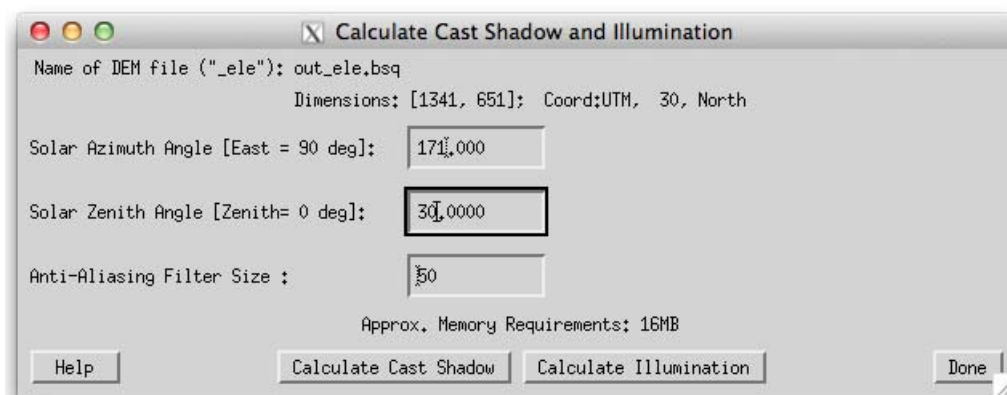 Calculate Cast Shadow and Illumination
Name of DEM file ("_ele"): out_ele.bsq
Dimensions: [1341, 651]; Coord:UTM, 30, North
Solar Azimuth Angle [East = 90 deg]: 171.000
Solar Zenith Angle [Zenith= 0 deg]: 30.0000
Anti-Aliasing Filter Size : 50
Approx. Memory Requirements: 16MB
Help Calculate Cast Shadow Calculate Illumination Done